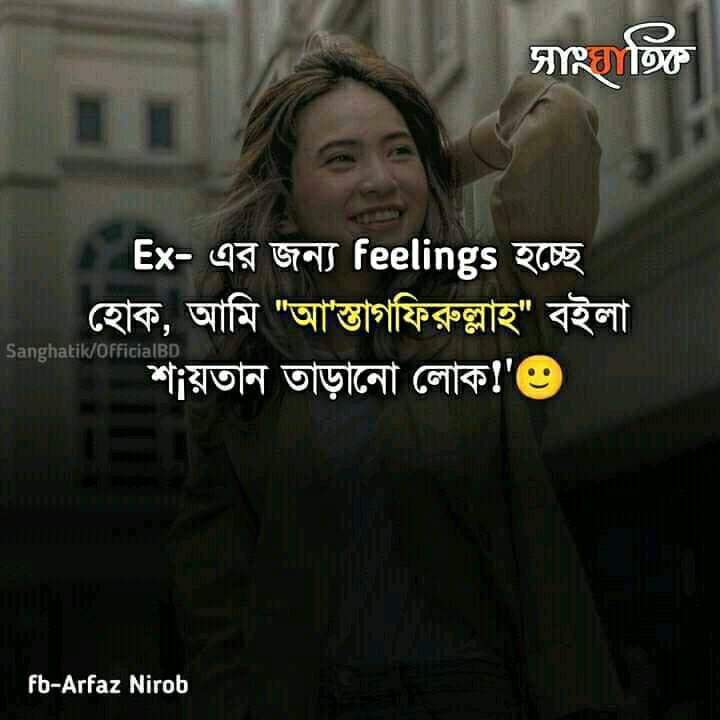 সাংঘাতিক
Ex- এর জন্য feelings হচ্ছে
হোক, আমি "আ'স্তাগফিরুল্লাহ" বইলা
Sanghatik/OfficialBD
শ¡য়তান তাড়ানো লোক!'🙂
fb-Arfaz Nirob